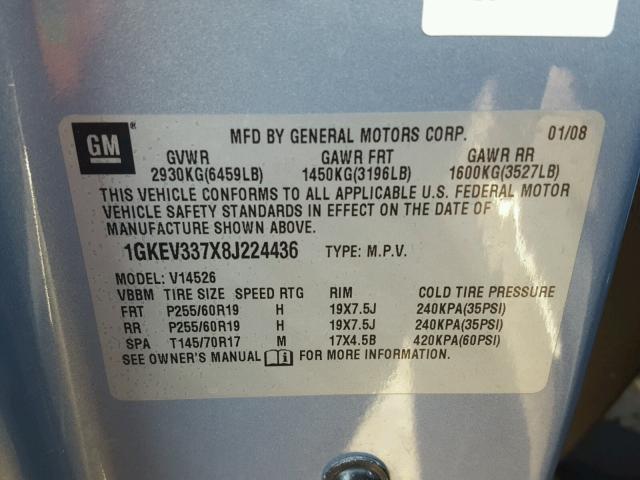 GM ®
MFD BY GENERAL MOTORS CORP. 01/08
GVWR GAWR FRT GAWR RR
2930KG(6459LB) 1450KG(3196LB) 1600KG(3527LB)
THIS VEHICLE CONFORMS TO ALL APPLICABLE U.S. FEDERAL MOTOR
VEHICLE SAFETY STANDARDS IN EFFECT ON THE DATE OF
MANUFACTURE SHOWN ABOVE.
1GKEV337X8J224436 TYPE: M.P.V.
MODEL: V14526
VBBM TIRE SIZE SPEED RTG RIM COLD TIRE PRESSURE
FRT P255/60R19 H 19X7.5J 240KPA(35PSI)
RR P255/60R19 H 19X7.5J 240KPA(35PSI)
SPA T145/70R17 M 17X4.5B 420KPA(60PSI)
SEE OWNER'S MANUAL FOR MORE INFORMATION.